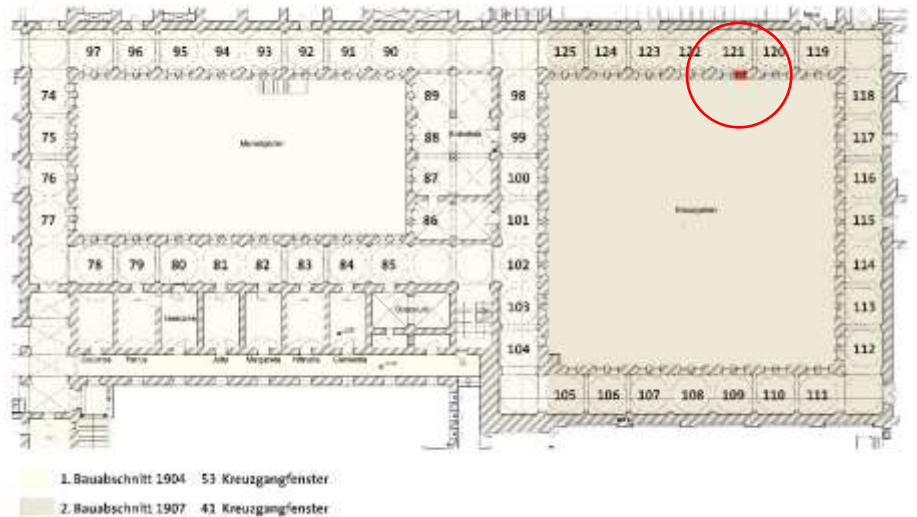 97 96 95 94 93 92 91 90 125 124 123 122 121 120 119
74 89 98 118
75 88 99 117
76 87 100 116
77 86 101 115
78 79 80 81 82 83 84 85 102 114
103 113
104 112
105 106 107 108 109 110 111
1. Bauabschnitt 1904 53 Kreuzgangfenster
2. Bauabschnitt 1907 41 Kreuzgangfenster